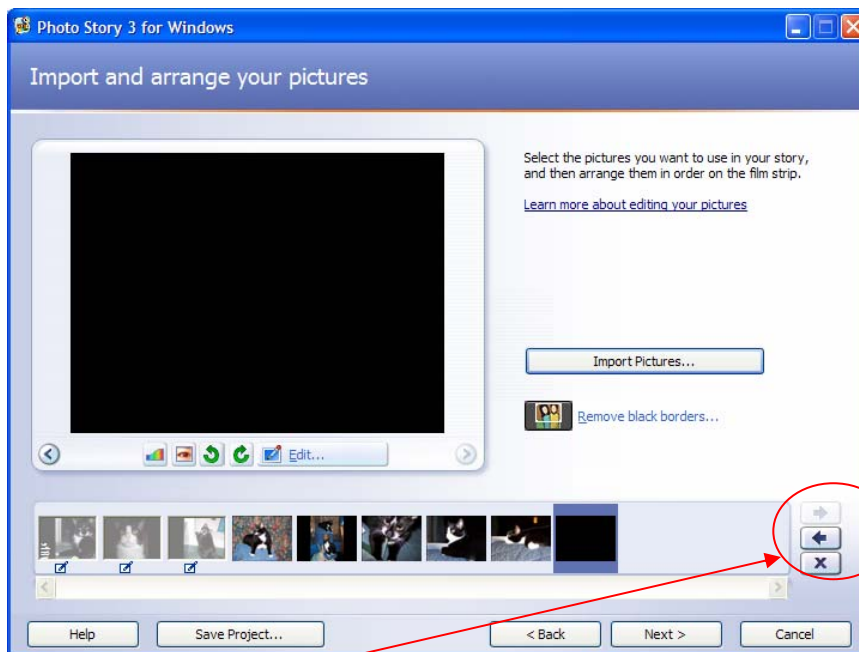 Photo Story 3 for Windows
Import and arrange your pictures
Select the pictures you want to use in your story,
and then arrange them in order on the film strip.
Learn more about editing your pictures
Import Pictures...
Remove black borders...
Edit...
Help
Save Project...
< Back
Next >
Cancel